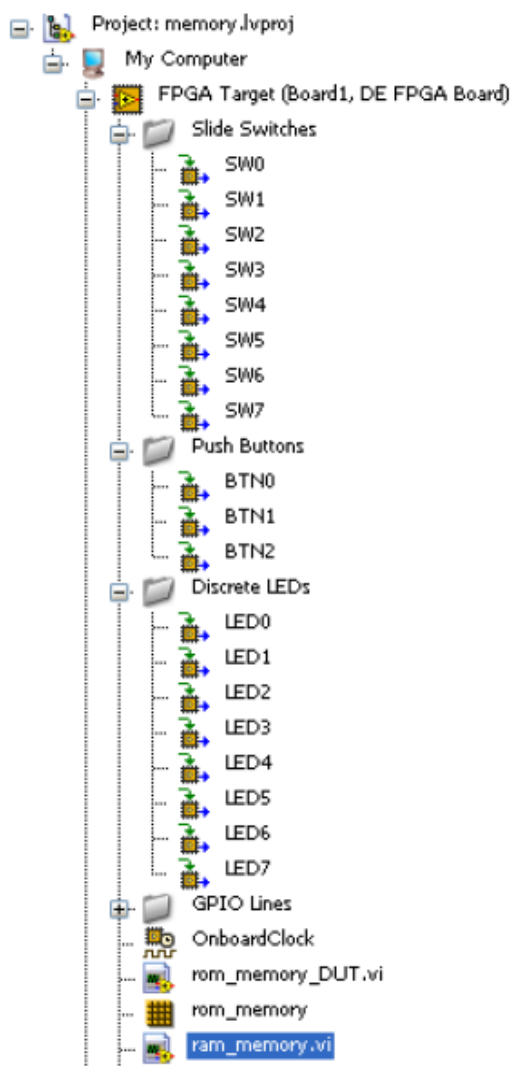 Project: memory.lvproj
My Computer
FPGA Target (Board1, DE FPGA Board)
Slide Switches
SW0
SW1
SW2
SW3
SW4
SW5
SW6
SW7
Push Buttons
BTN0
BTN1
BTN2
Discrete LEDs
LED0
LED1
LED2
LED3
LED4
LED5
LED6
LED7
GPIO Lines
OnboardClock
rom_memory_DUT.vi
rom_memory
ram_memory.vi